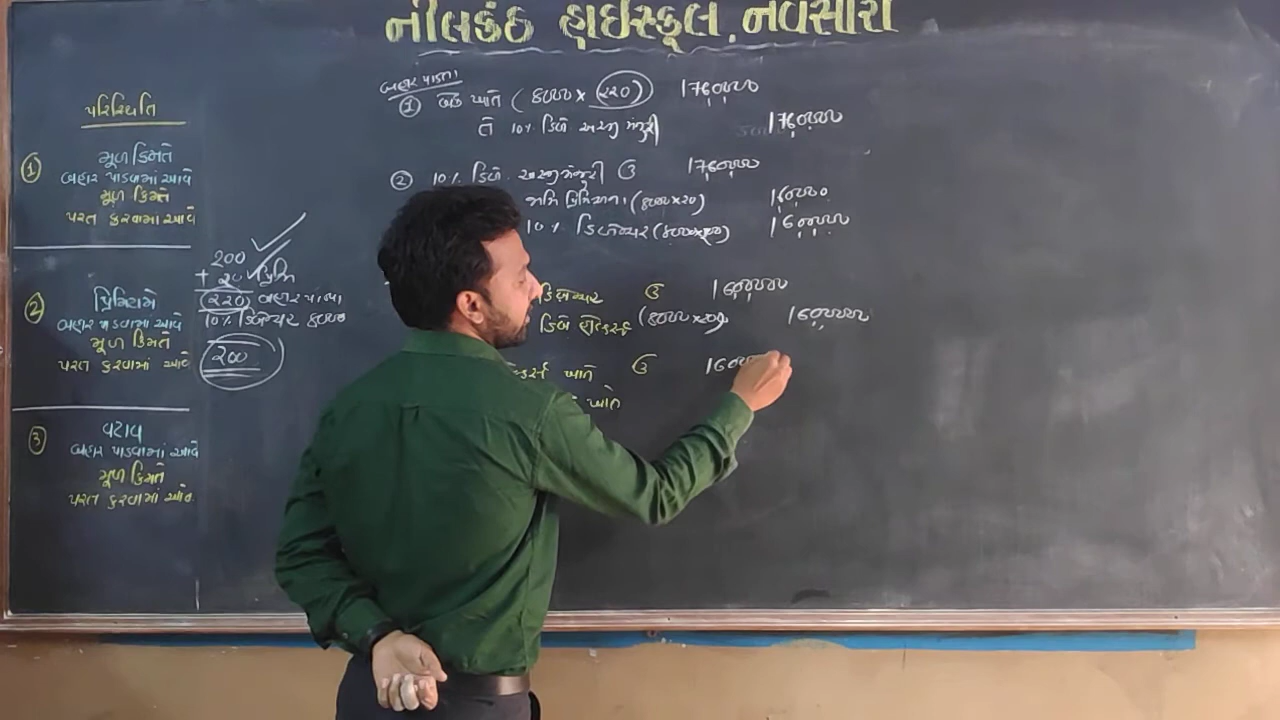 નીલકંઠ હાઇસ્કૂલ, નવસારી
પરિસ્થિતિ
①
મૂળ કિંમતે
બહાર પાડવામાં આવે
મૂળ કિંમતે
પરત કરવામાં આવે
②
પ્રિમિયમે
બહાર પાડવામાં આવે
મૂળ કિંમતે
પરત કરવામાં આવે
③
વટાવ
બહાર પાડવામાં આવે
મૂળ કિંમતે
પરત કરવામાં આવે
200
+ 20 પ્રિમિ
220 બહાર પાડ્યા
10% ડિબેન્ચર 8000
200
બહાર પાડતા
① બેંક ખાતે (8000 × 220) 1760000
તે 10% ડિબે. અરજી મંજુરી 1760000
② 10% ડિબે. અરજી મંજૂરી ઉ 1760000
(8000×20) 160000
10% ડિબેન્ચર (8000×200) 1600000
ડિબેન્ચર ઉ 1600000
ડિબે (8000×200) 1600000
ખાતે ઉ
ખાતે